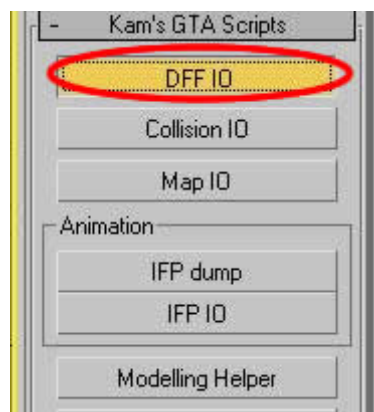 - Kam's GTA Scripts
DFF IO
Collision IO
Map IO
Animation
IFP dump
IFP IO
Modelling Helper